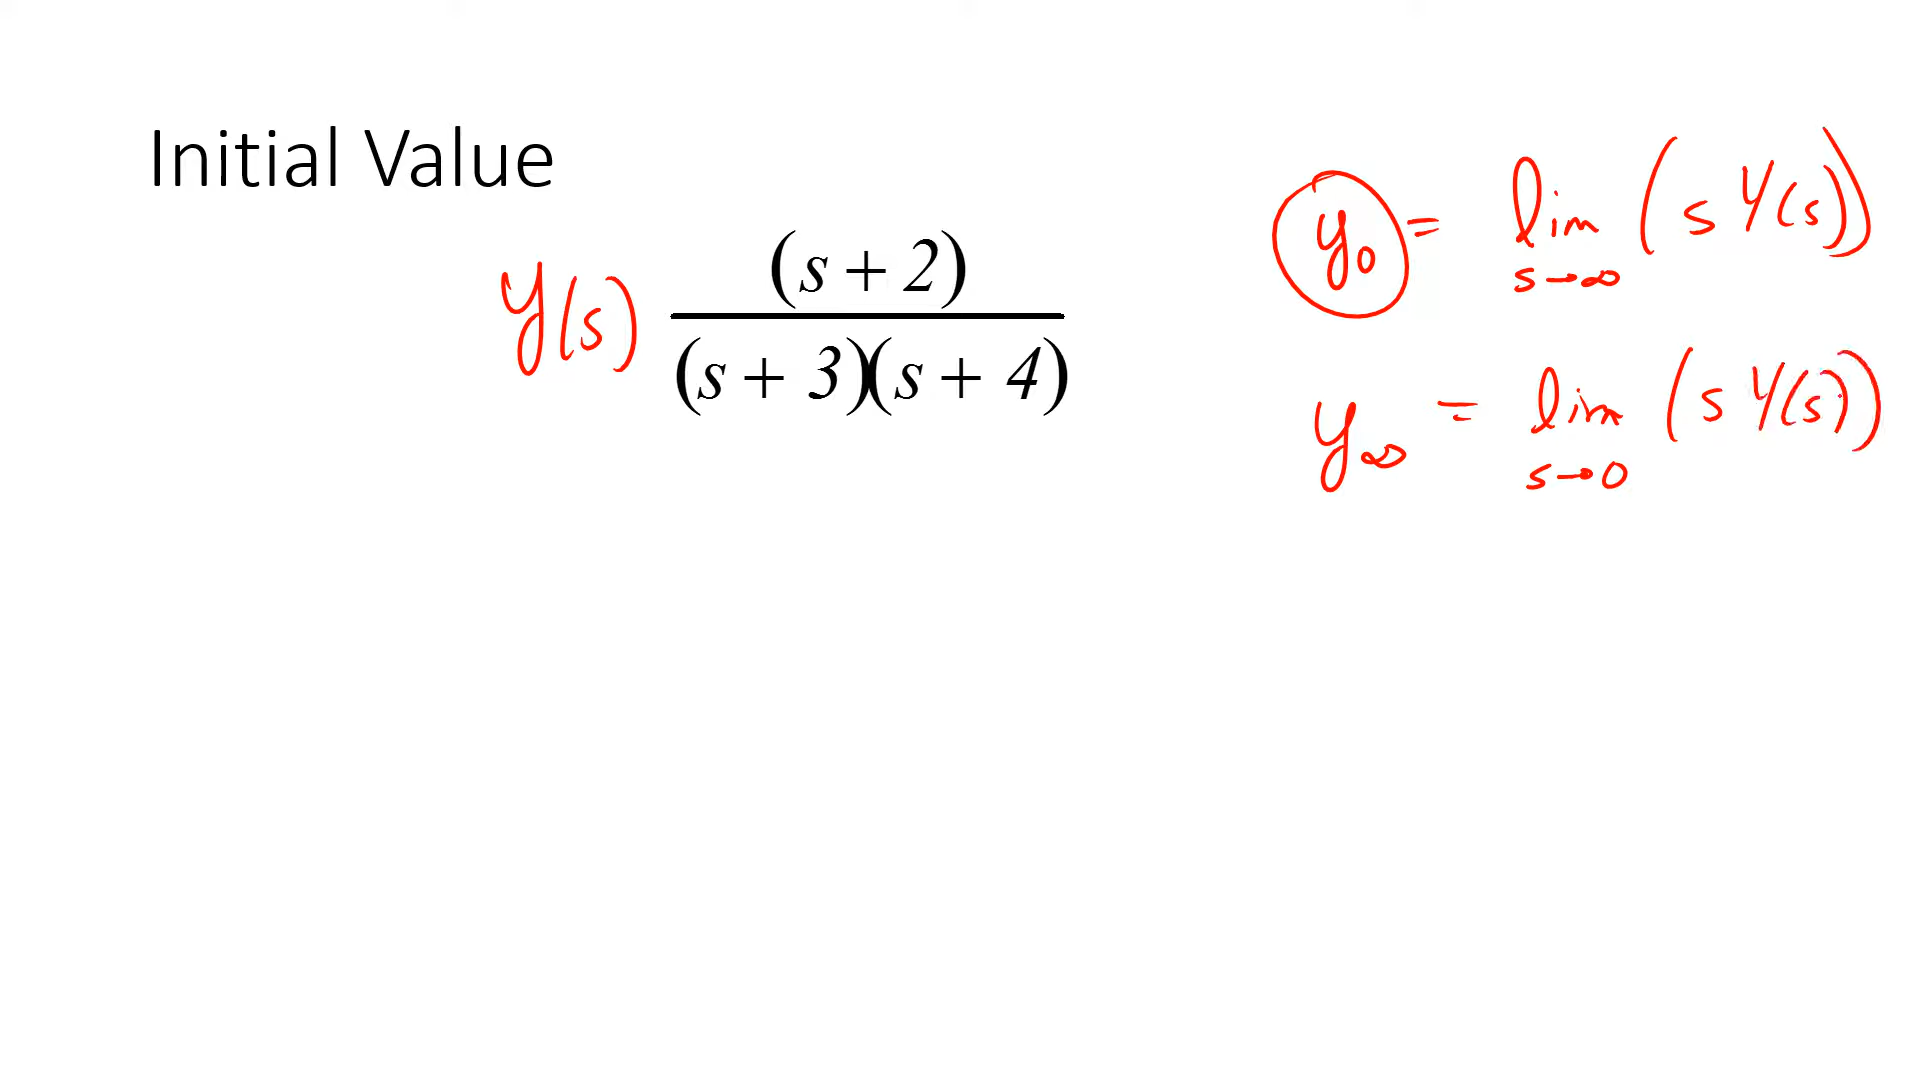 Initial Value
y(s) (s + 2)
(s + 3)(s + 4)
y0 = lim (s Y(s))
s→∞
y∞ = lim (s Y(s))
s→0